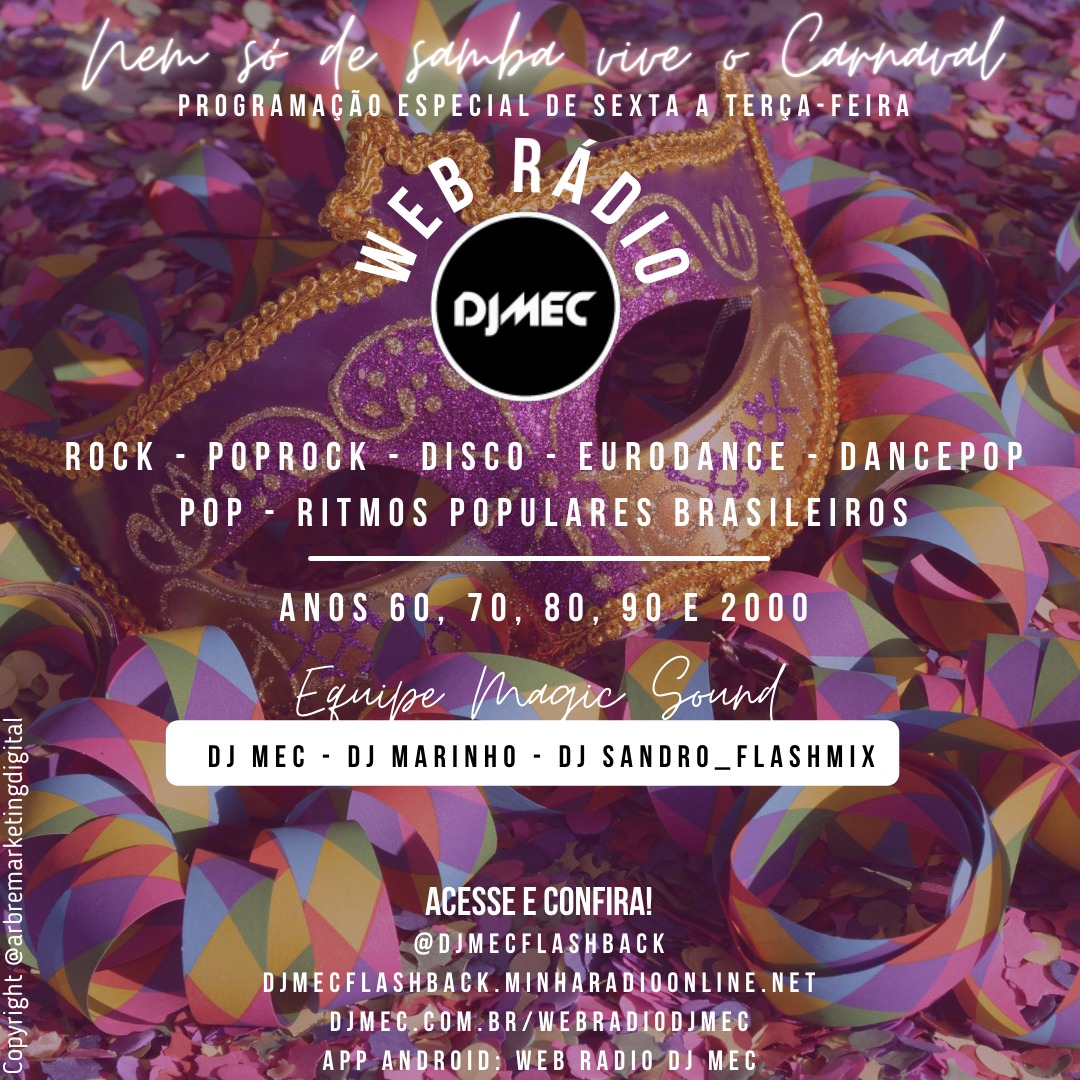 Nem só de samba vive o Carnaval
PROGRAMAÇÃO ESPECIAL DE SEXTA A TERÇA-FEIRA
WEB RÁDIO
DJMEC
ROCK - POPROCK - DISCO - EURODANCE - DANCEPOP
POP - RITMOS POPULARES BRASILEIROS
ANOS 60, 70, 80, 90 E 2000
Equipe Magic Sound
DJ MEC - DJ MARINHO - DJ SANDRO_FLASHMIX
ACESSE E CONFIRA!
@DJMECFLASHBACK
DJMECFLASHBACK.MINHARADIOONLINE.NET
DJMEC.COM.BR/WEBRADIODJMEC
APP ANDROID: WEB RADIO DJ MEC
Copyright @arbremarketingdigital